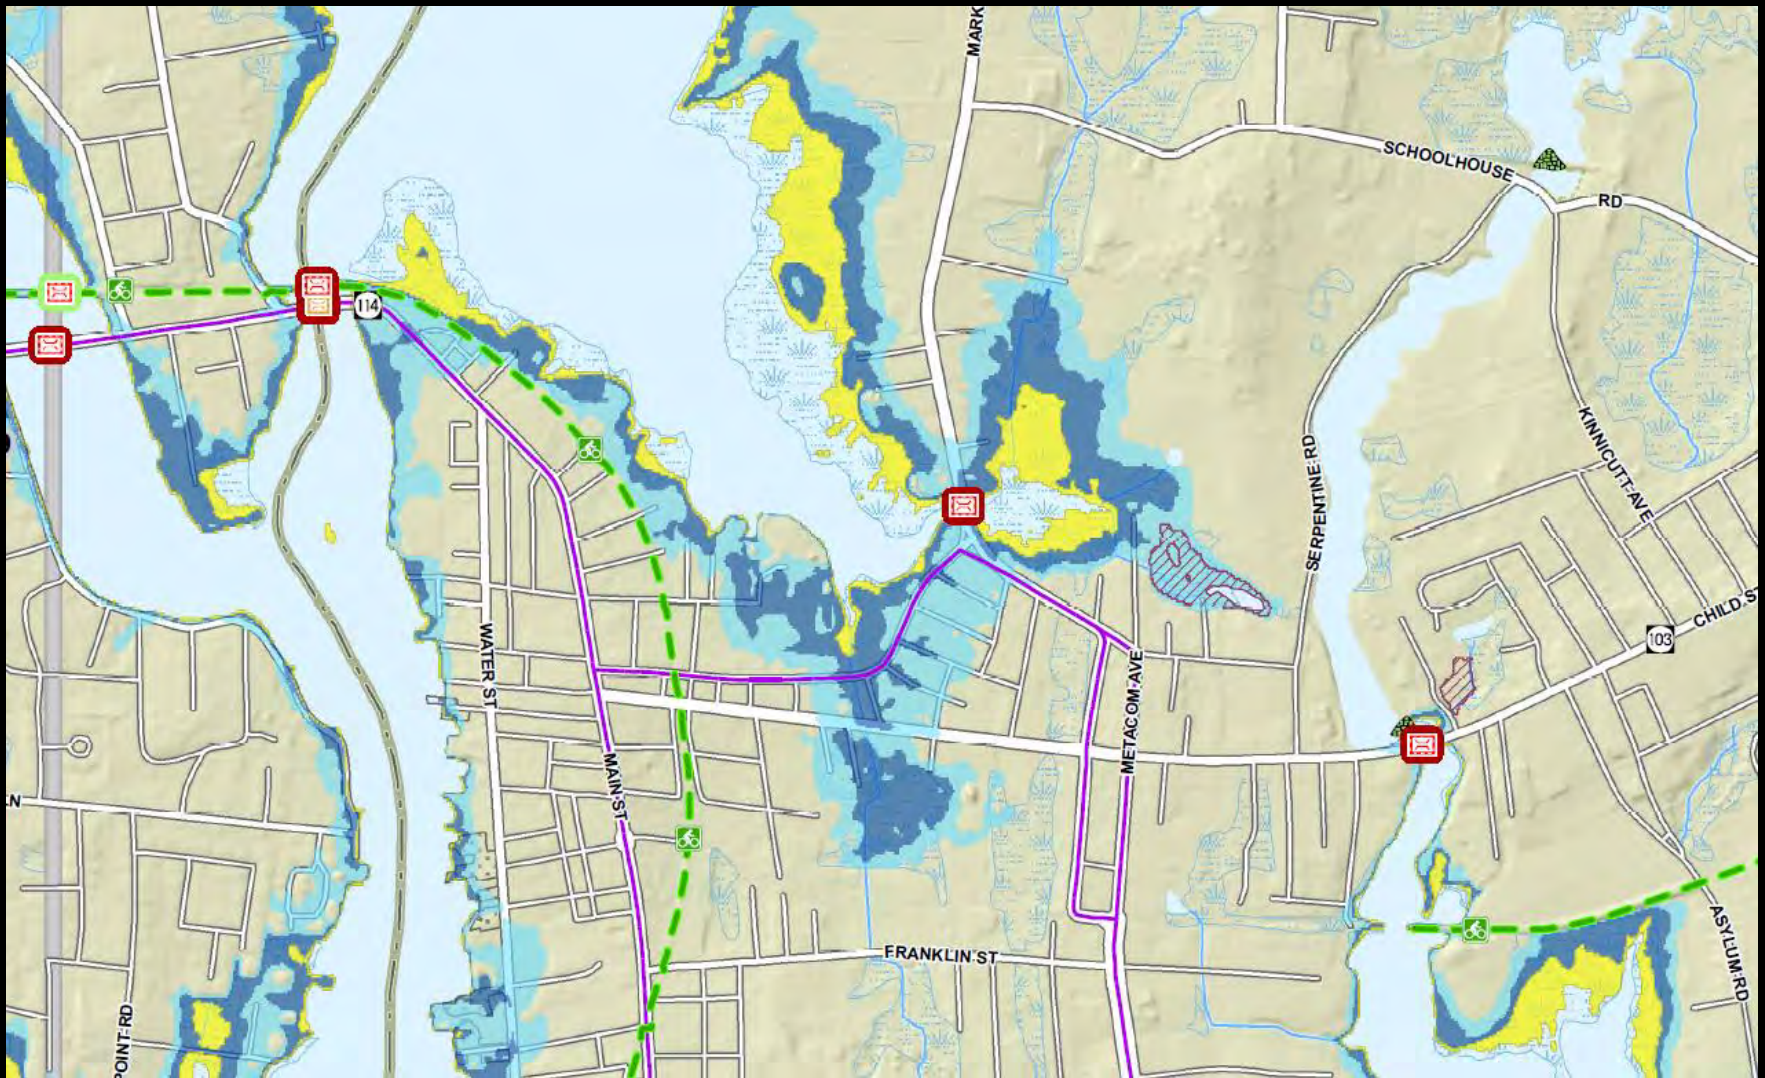 MARK
SCHOOLHOUSE
RD
114
KINNICUTT AVE
SERPENTINE RD
CHILD S
103
WATER ST
METACOM AVE
MAIN ST
LN
FRANKLIN ST
ASYLUM RD
POINT RD